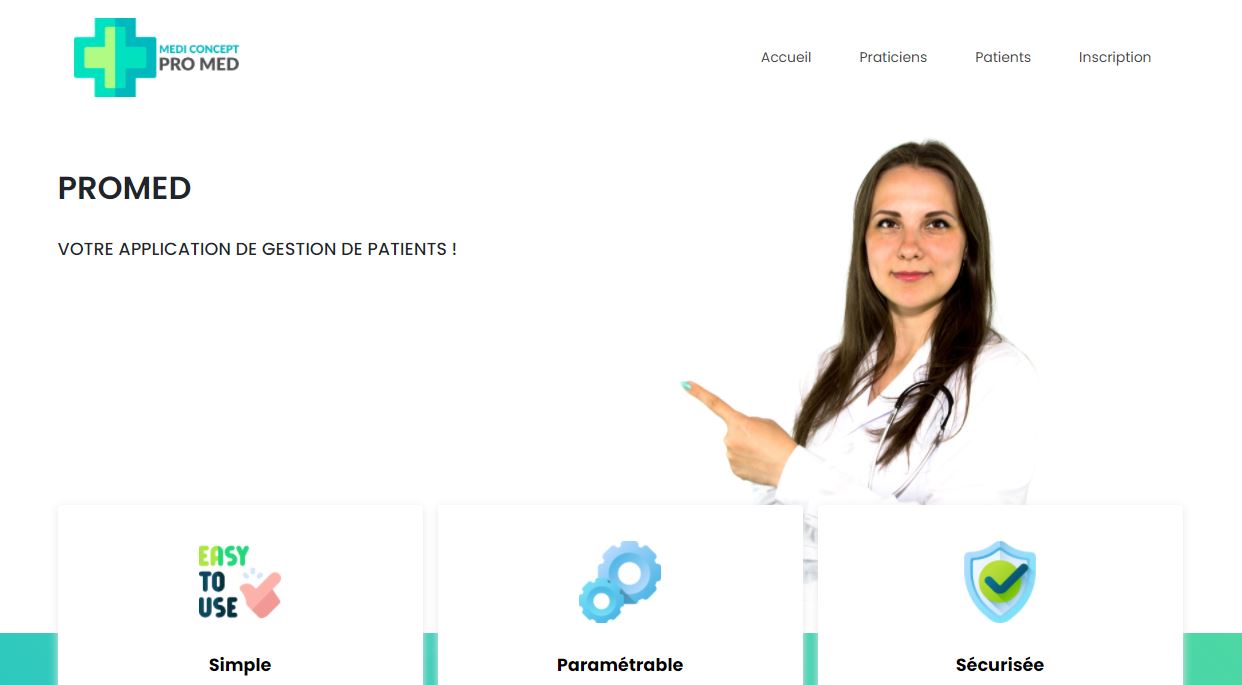 MEDI CONCEPT
PRO MED
Accueil Praticiens Patients Inscription
PROMED
VOTRE APPLICATION DE GESTION DE PATIENTS !
EASY
TO
USE
Simple Paramétrable Sécurisée